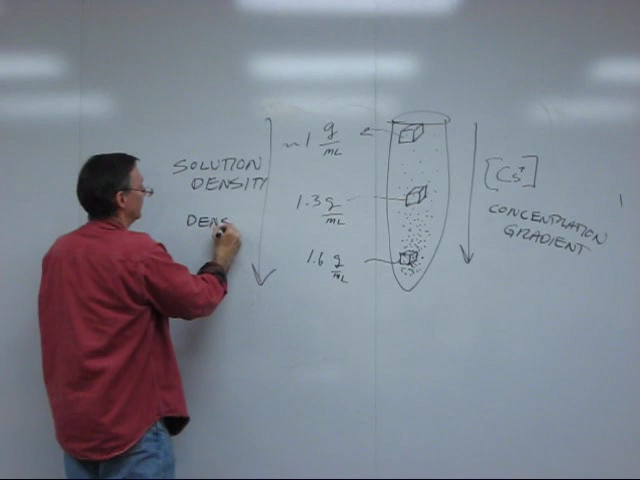 SOLUTION
DENSITY
DENS
~1 g/mL
1.3 g/mL
1.6 g/mL
[Cs+]
CONCENTRATION
GRADIENT